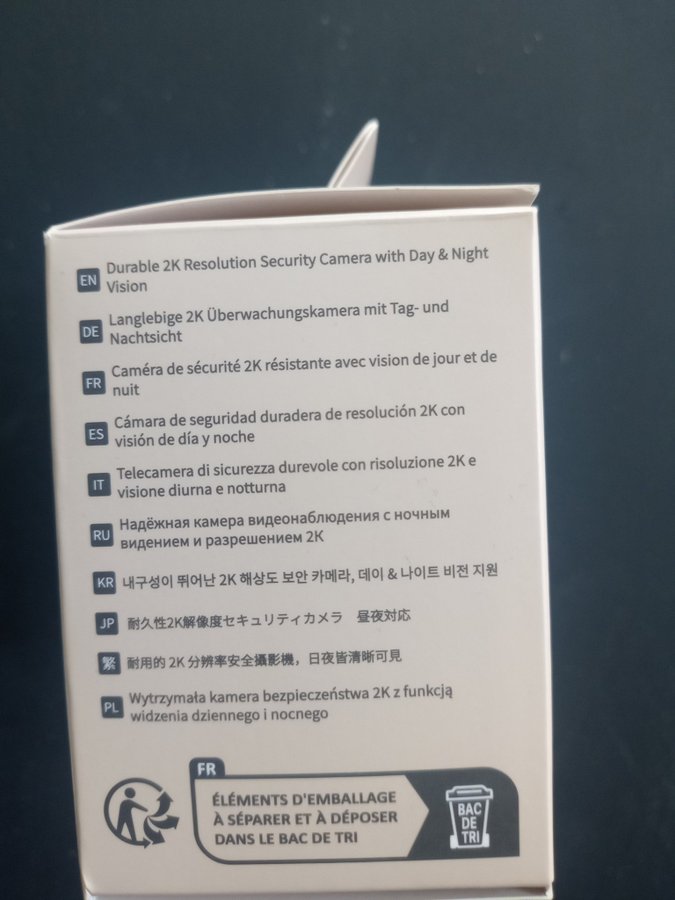 EN Durable 2K Resolution Security Camera with Day & Night
Vision
DE Langlebige 2K Überwachungskamera mit Tag- und
Nachtsicht
FR Caméra de sécurité 2K résistante avec vision de jour et de
nuit
ES Cámara de seguridad duradera de resolución 2K con
visión de día y noche
IT Telecamera di sicurezza durevole con risoluzione 2K e
visione diurna e notturna
RU Надёжная камера видеонаблюдения с ночным
видением и разрешением 2K
KR 내구성이 뛰어난 2K 해상도 보안 카메라, 데이 & 나이트 비전 지원
JP 耐久性2K解像度セキュリティカメラ　昼夜対応
繁 耐用的 2K 分辨率安全攝影機，日夜皆清晰可見
PL Wytrzymała kamera bezpieczeństwa 2K z funkcją
widzenia dziennego i nocnego
FR
ÉLÉMENTS D'EMBALLAGE
À SÉPARER ET À DÉPOSER
DANS LE BAC DE TRI
BAC
DE
TRI